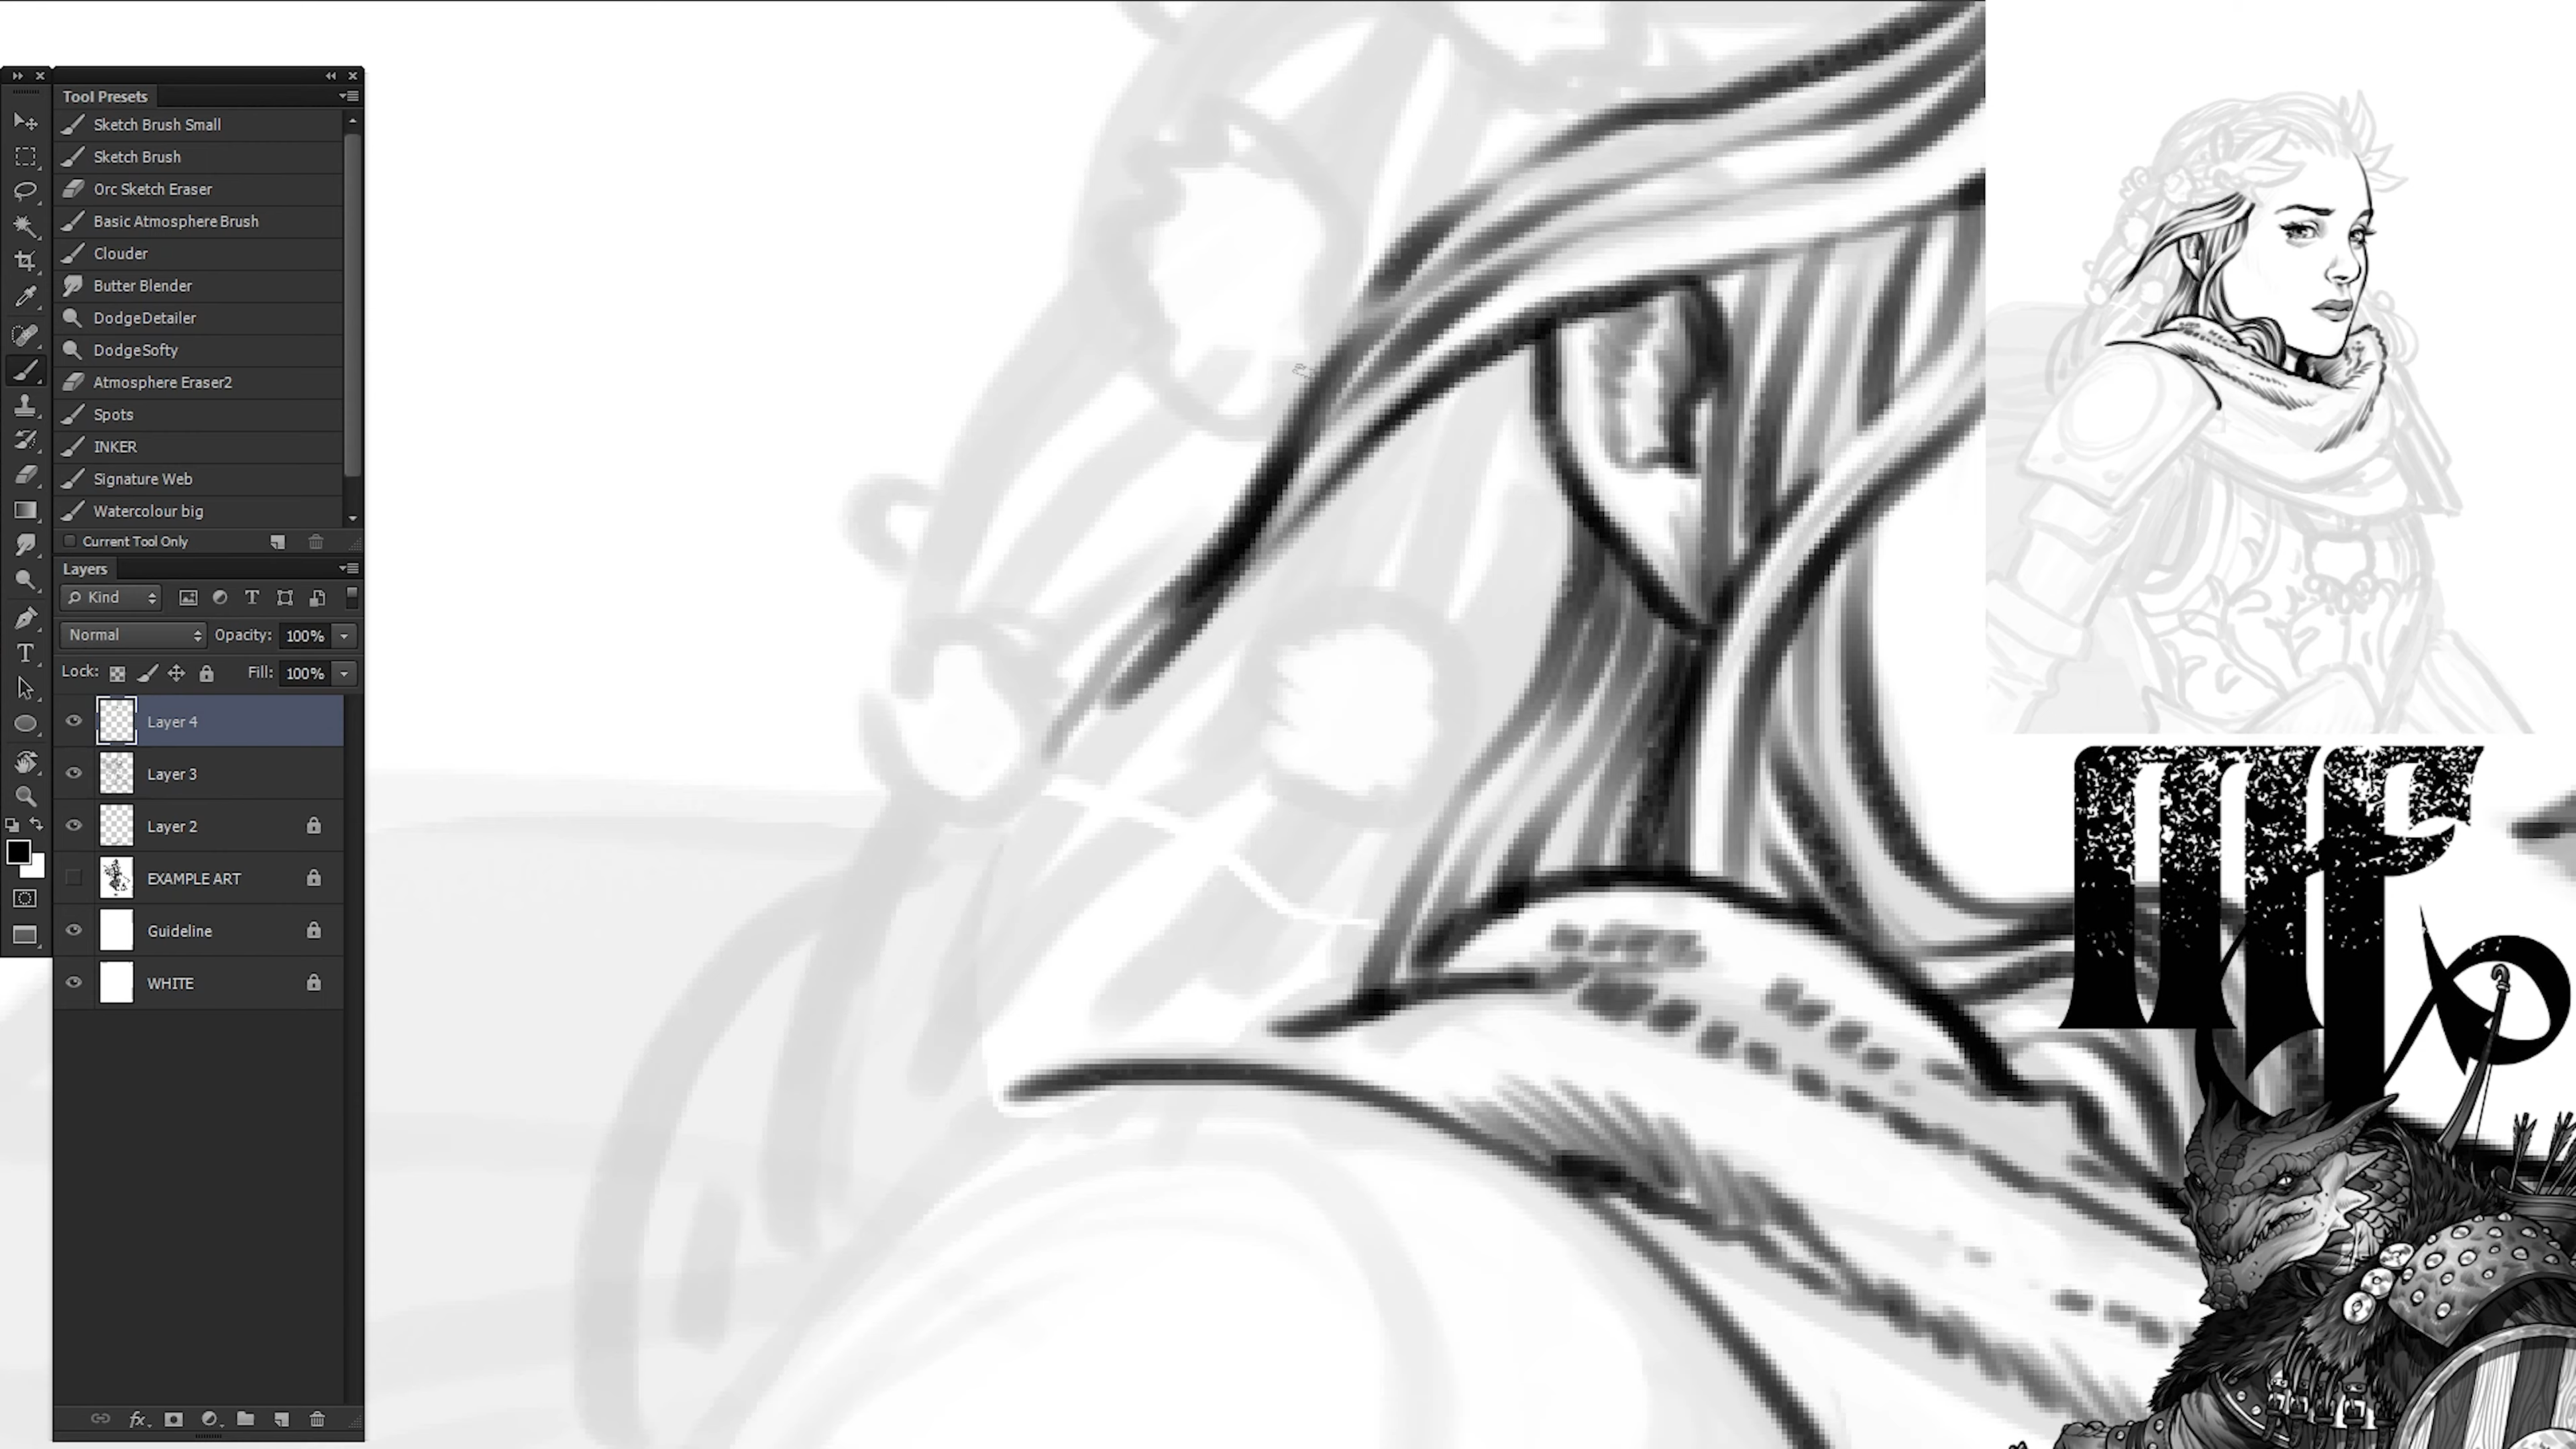 Tool Presets
Sketch Brush Small
Sketch Brush
Orc Sketch Eraser
Basic Atmosphere Brush
Clouder
Butter Blender
DodgeDetailer
DodgeSofty
Atmosphere Eraser2
Spots
INKER
Signature Web
Watercolour big
Current Tool Only
Layers
Kind
Normal Opacity: 100%
Lock: Fill: 100%
Layer 4
Layer 3
Layer 2
EXAMPLE ART
Guideline
WHITE